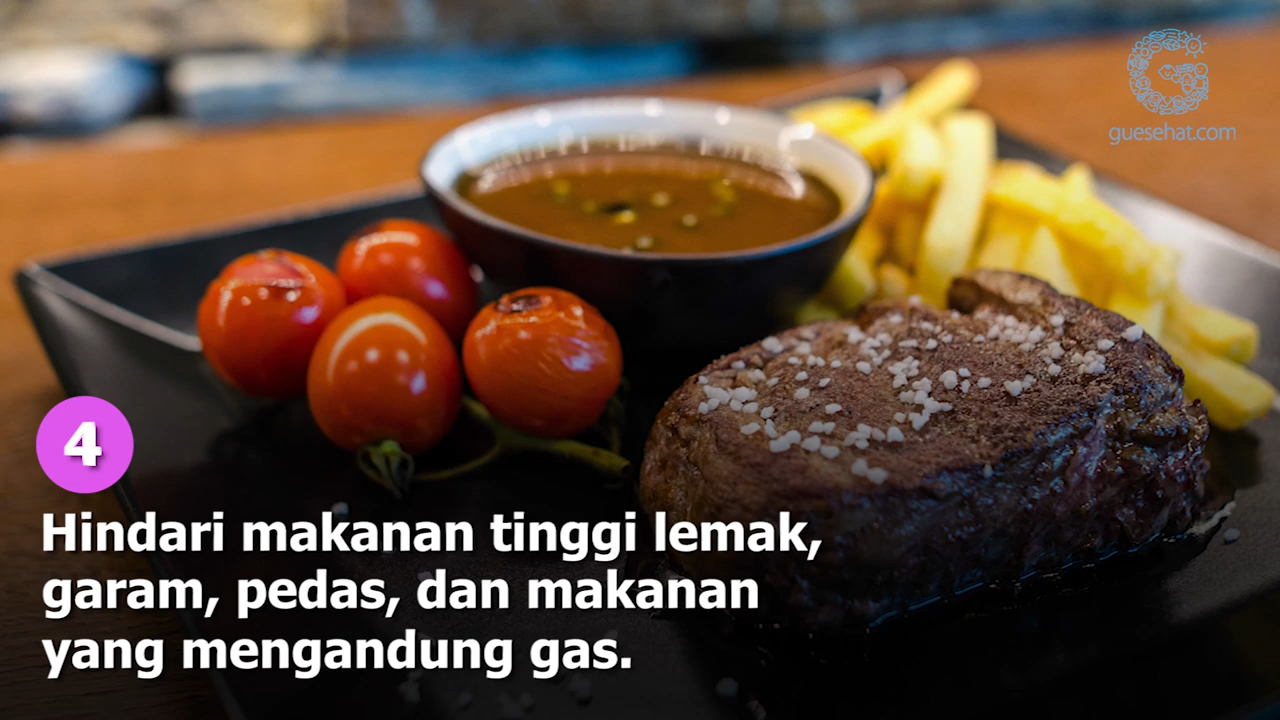 guesehat.com
4
Hindari makanan tinggi lemak,
garam, pedas, dan makanan
yang mengandung gas.